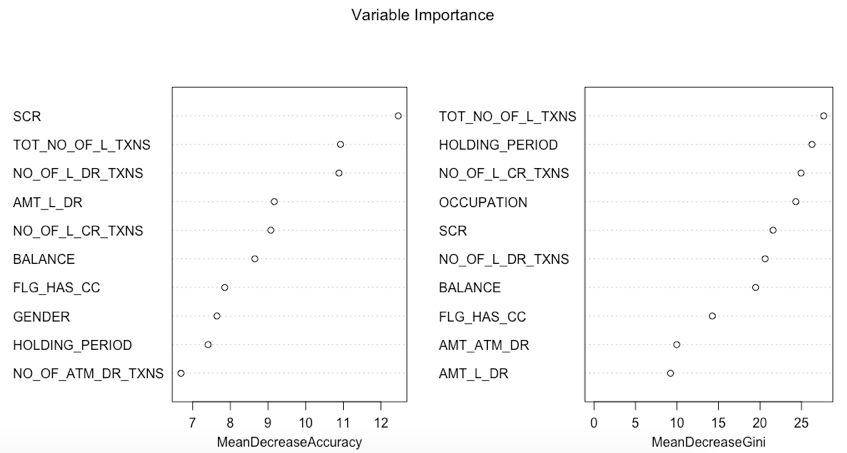 Variable Importance
SCR
TOT_NO_OF_L_TXNS
NO_OF_L_DR_TXNS
AMT_L_DR
NO_OF_L_CR_TXNS
BALANCE
FLG_HAS_CC
GENDER
HOLDING_PERIOD
NO_OF_ATM_DR_TXNS
7 8 9 10 11 12
MeanDecreaseAccuracy
TOT_NO_OF_L_TXNS
HOLDING_PERIOD
NO_OF_L_CR_TXNS
OCCUPATION
SCR
NO_OF_L_DR_TXNS
BALANCE
FLG_HAS_CC
AMT_ATM_DR
AMT_L_DR
0 5 10 15 20 25
MeanDecreaseGini